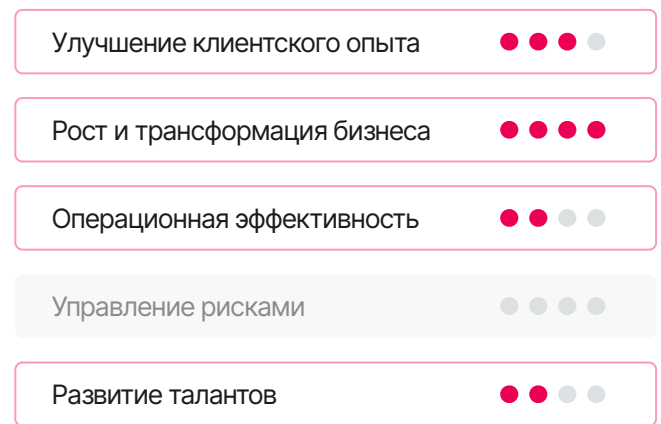 Улучшение клиентского опыта
Рост и трансформация бизнеса
Операционная эффективность
Управление рисками
Развитие талантов